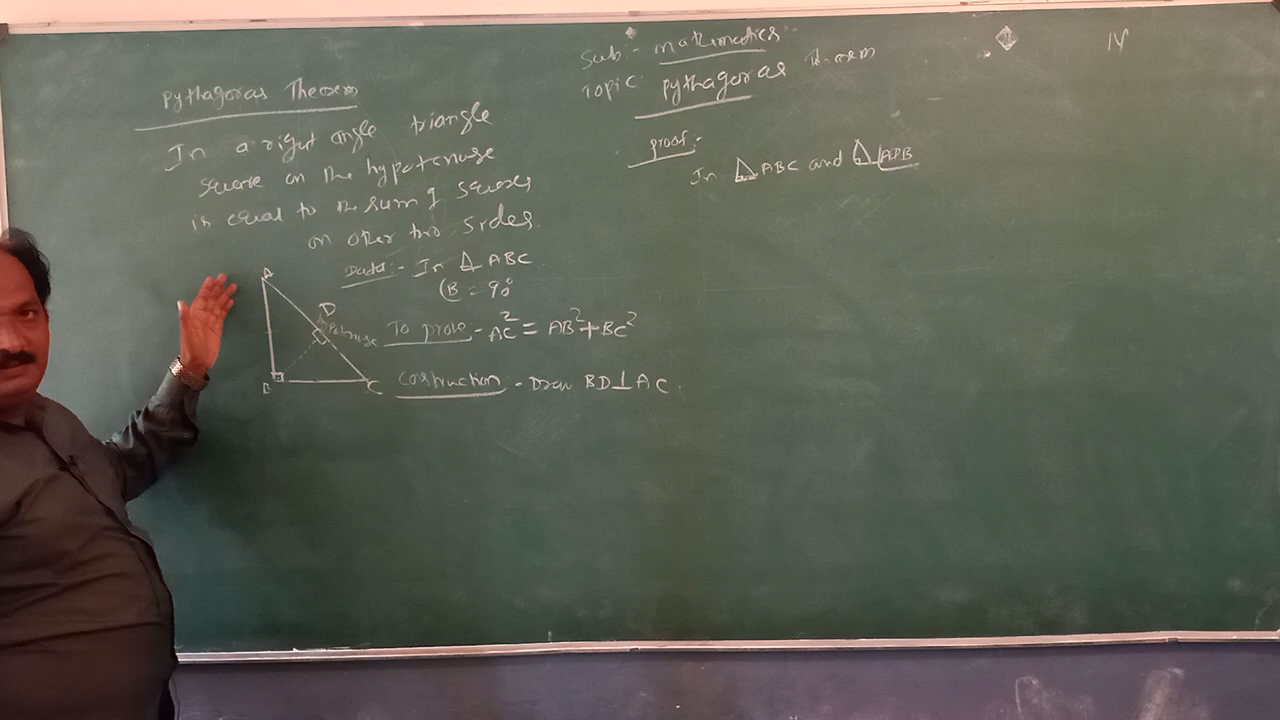 Sub:- mathematics
Topic: Pythagoras Theorem
IV
Pythagoras Theorem
In a right angle triangle
square on the hypotenuse
is equal to the sum of squares
on other two sides.
Data:- In △ ABC
∠B = 90°
To prove - AC² = AB² + BC²
Costruction - Draw BD ⊥ AC.
A
D
B
C
proof:-
In △ ABC and △ ADB